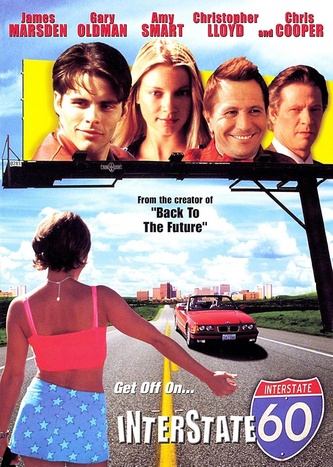 James MARSDEN
Gary OLDMAN
Amy SMART
Christopher LLOYD
and Chris COOPER
From the creator of
"Back To
The Future"
Get Off On...
INTERSTATE
INTERSTATE
60